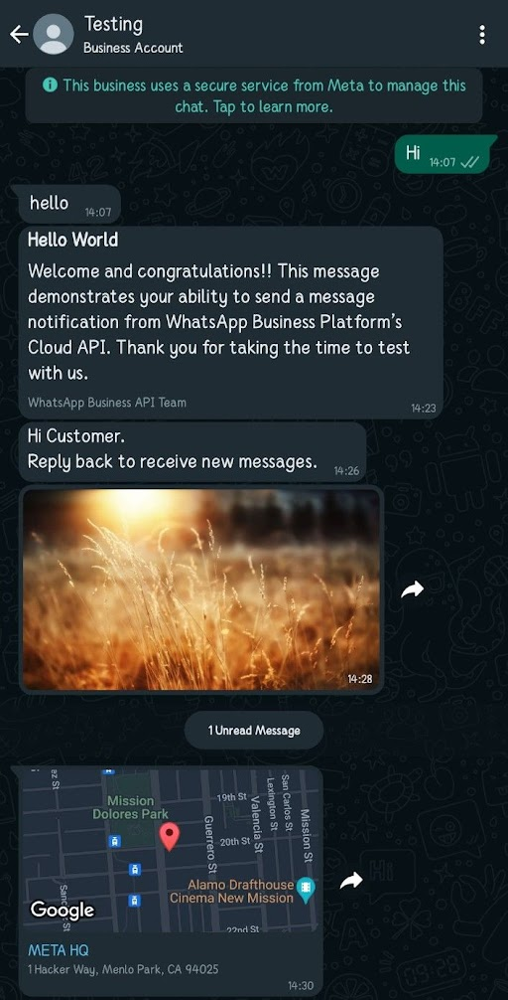 Testing
Business Account
This business uses a secure service from Meta to manage this
chat. Tap to learn more.
Hi
14:07
hello
14:07
Hello World
Welcome and congratulations!! This message
demonstrates your ability to send a message
notification from WhatsApp Business Platform's
Cloud API. Thank you for taking the time to test
with us.
WhatsApp Business API Team
14:23
Hi Customer.
Reply back to receive new messages.
14:26
14:28
1 Unread Message
Mission
Dolores Park
19th St
20th St
22nd St
Guerrero St
Valencia St
Lexington St
San Carlos St
Mission St
Alamo Drafthouse
Cinema New Mission
Google
META HQ
1 Hacker Way, Menlo Park, CA 94025
14:30